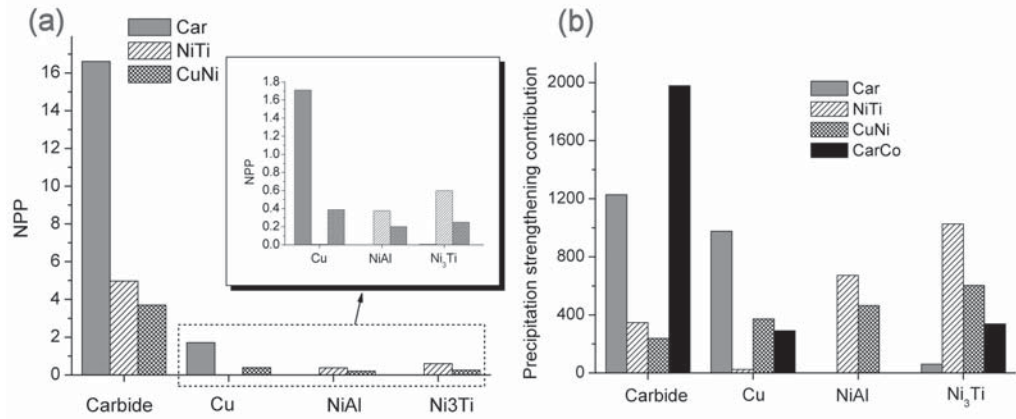 (a)
Car
NiTi
CuNi
NPP
16
14
12
10
8
6
4
2
0
Carbide
Cu
NiAl
Ni3Ti
NPP
1.8
1.6
1.4
1.2
1.0
0.8
0.6
0.4
0.2
0.0
Cu
NiAl
Ni₃Ti
(b)
Car
NiTi
CuNi
CarCo
Precipitation strengthening contribution
2000
1600
1200
800
400
0
Carbide
Cu
NiAl
Ni₃Ti